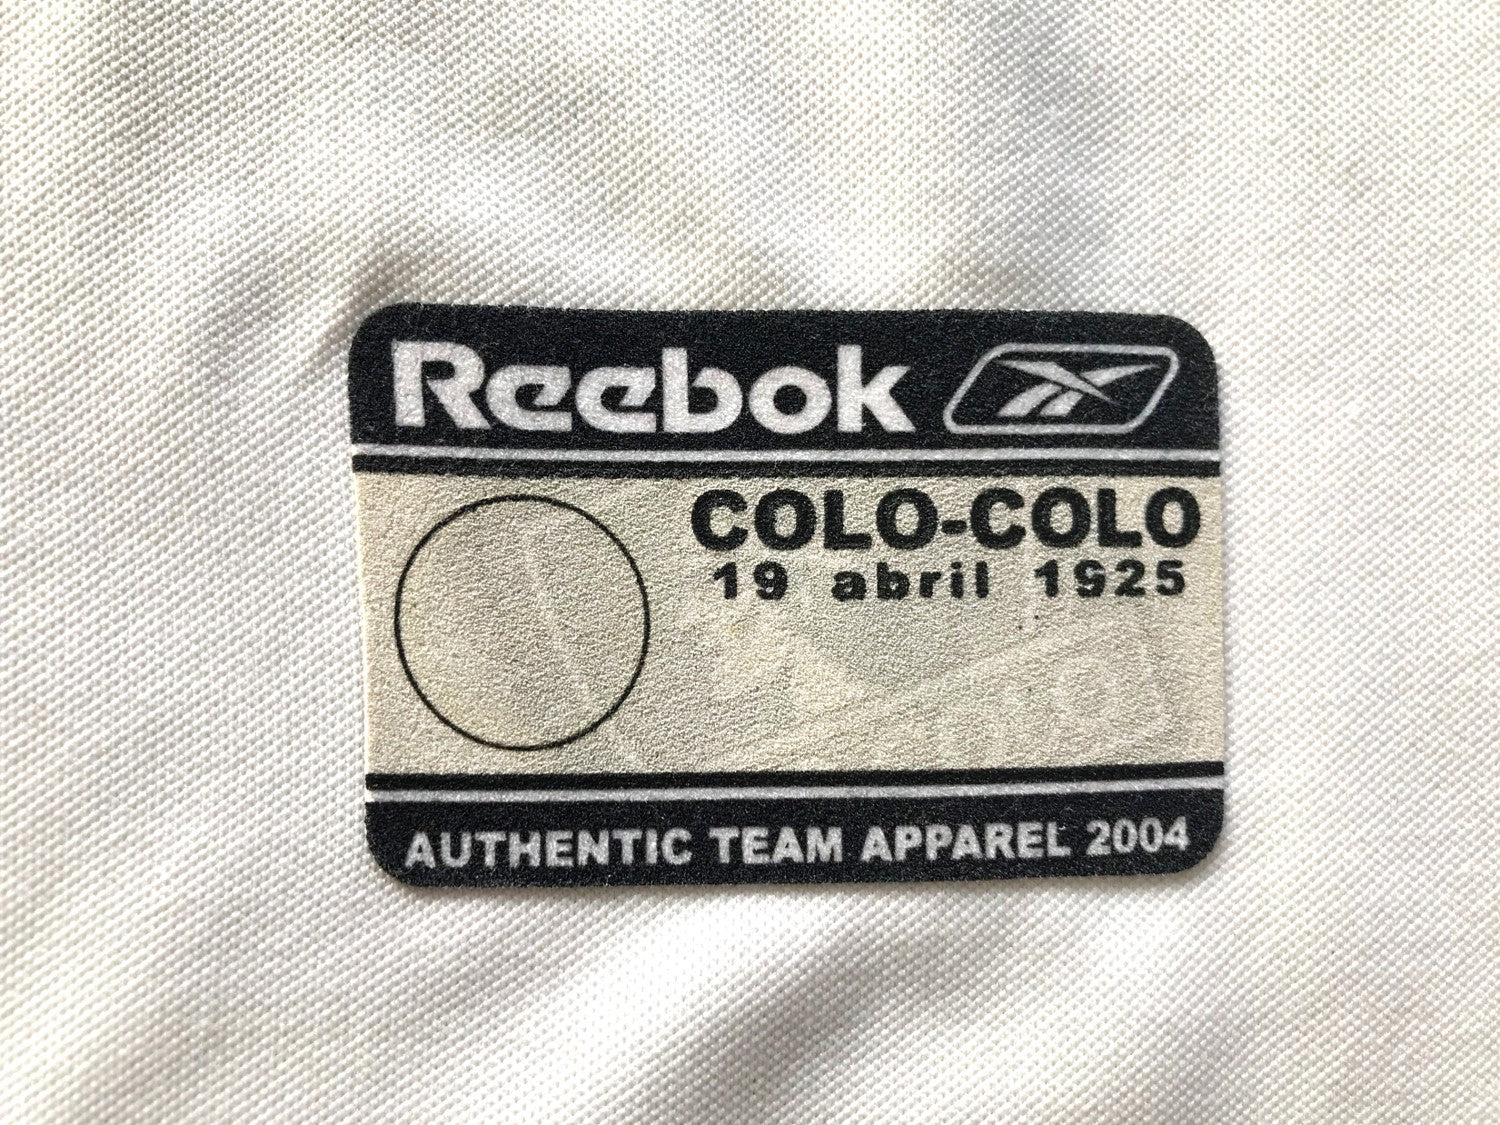 Reebok
COLO-COLO
19 abril 1925
AUTHENTIC TEAM APPAREL 2004